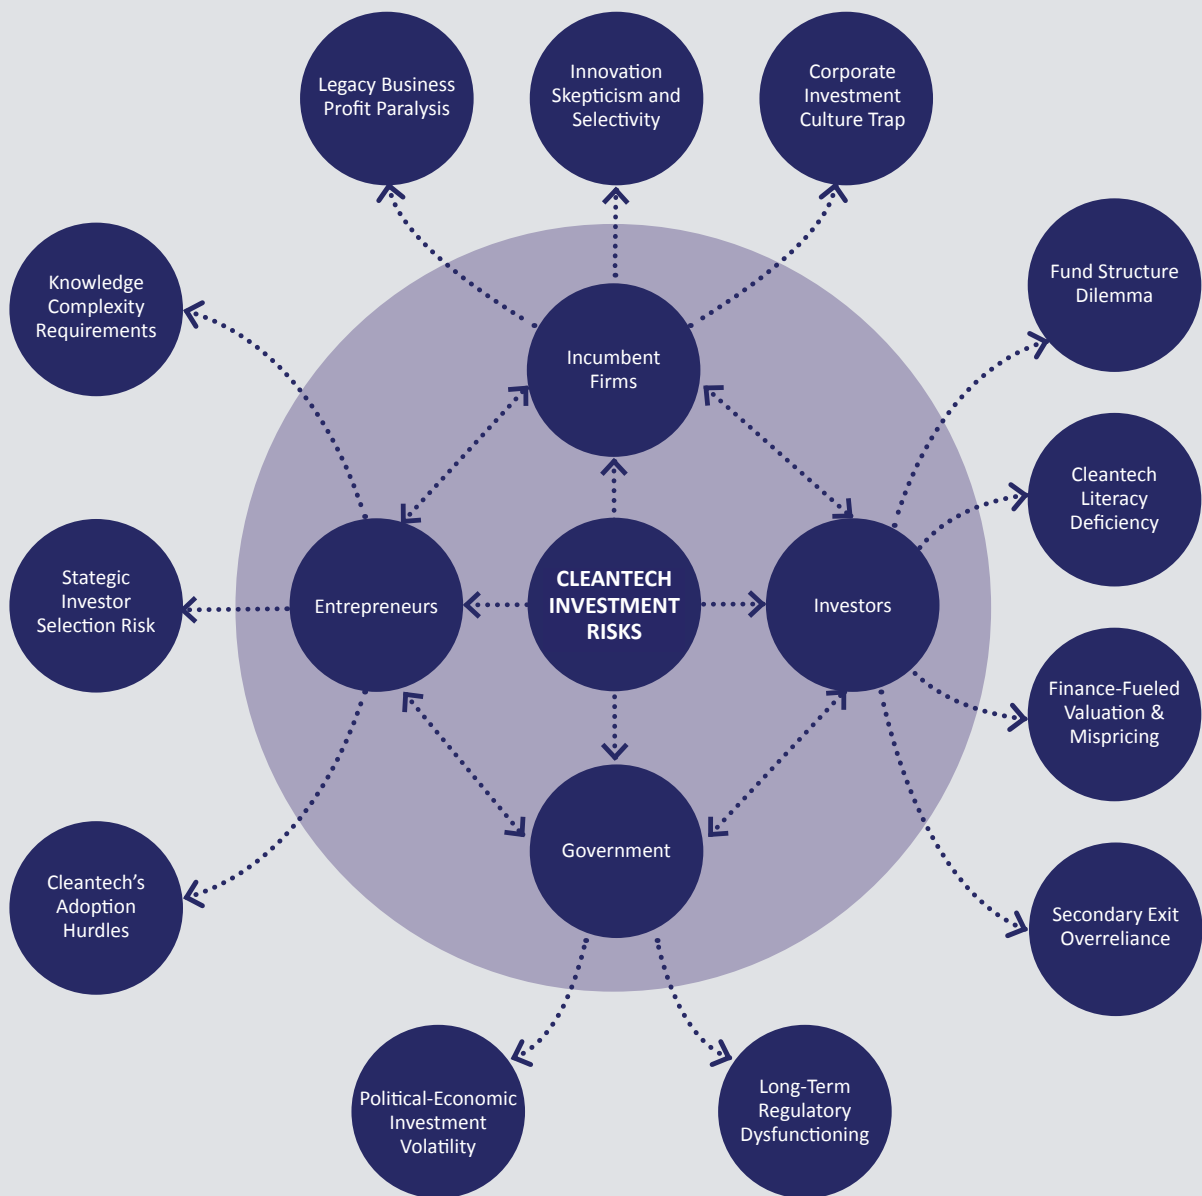 Legacy Business
Profit Paralysis
Innovation
Skepticism and
Selectivity
Corporate
Investment
Culture Trap
Knowledge
Complexity
Requirements
Fund Structure
Dilemma
Incumbent
Firms
Cleantech
Literacy
Deficiency
Stategic
Investor
Selection Risk
Entrepreneurs
CLEANTECH
INVESTMENT
RISKS
Investors
Finance-Fueled
Valuation &
Mispricing
Government
Cleantech’s
Adoption
Hurdles
Secondary Exit
Overreliance
Political-Economic
Investment
Volatility
Long-Term
Regulatory
Dysfunctioning